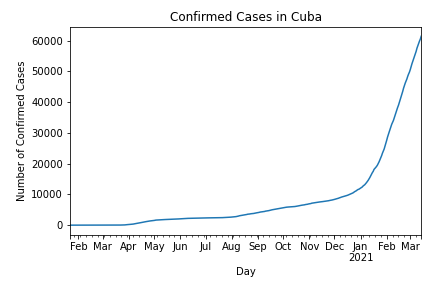 Confirmed Cases in Cuba
Number of Confirmed Cases
60000
50000
40000
30000
20000
10000
0
Feb Mar Apr May Jun Jul Aug Sep Oct Nov Dec Jan Feb Mar
2021
Day